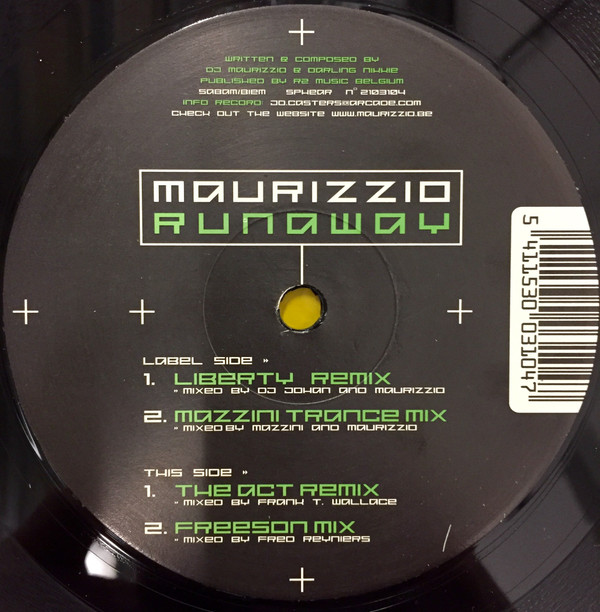 WRITTEN & COMPOSED BY
DJ MAURIZZIO & DARLING NIKKIE
PUBLISHED BY R2 MUSIC BELGIUM
SABAM/BIEM SPHEAR N° 2103104
INFO RECORD: JO.CASTERS@ARCADE.COM
CHECK OUT THE WEBSITE WWW.MAURIZZIO.BE
MAURIZZIO
RUNAWAY
5 411530 031047
LABEL SIDE »
1. LIBERTY REMIX
» MIXED BY DJ JOHAN AND MAURIZZIO
2. MAZZINI TRANCE MIX
» MIXED BY MAZZINI AND MAURIZZIO
THIS SIDE »
1. THE ACT REMIX
» MIXED BY FRANK T. WALLACE
2. FREESON MIX
» MIXED BY FRED REYNIERS